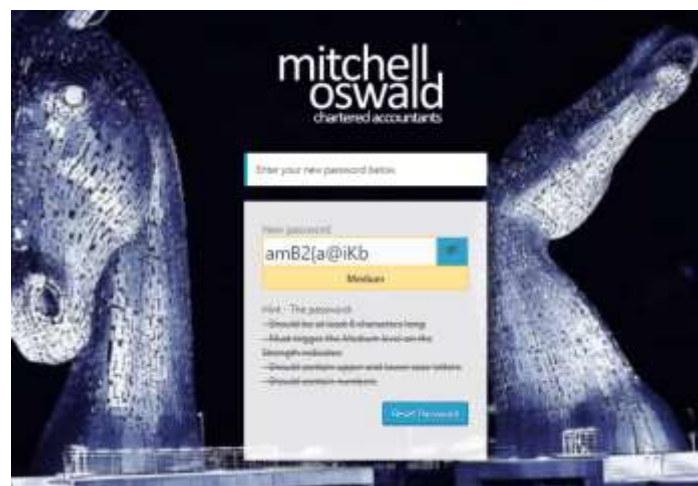 mitchell
oswald
chartered accountants
Enter your new password below.
New password
amB2{a@iKb
Medium
Hint - The password:
- Should be at least 6 characters long
- Must trigger the Medium level on the
Strength indicator
- Should contain upper and lower case letters
- Should contain numbers.
Reset Password